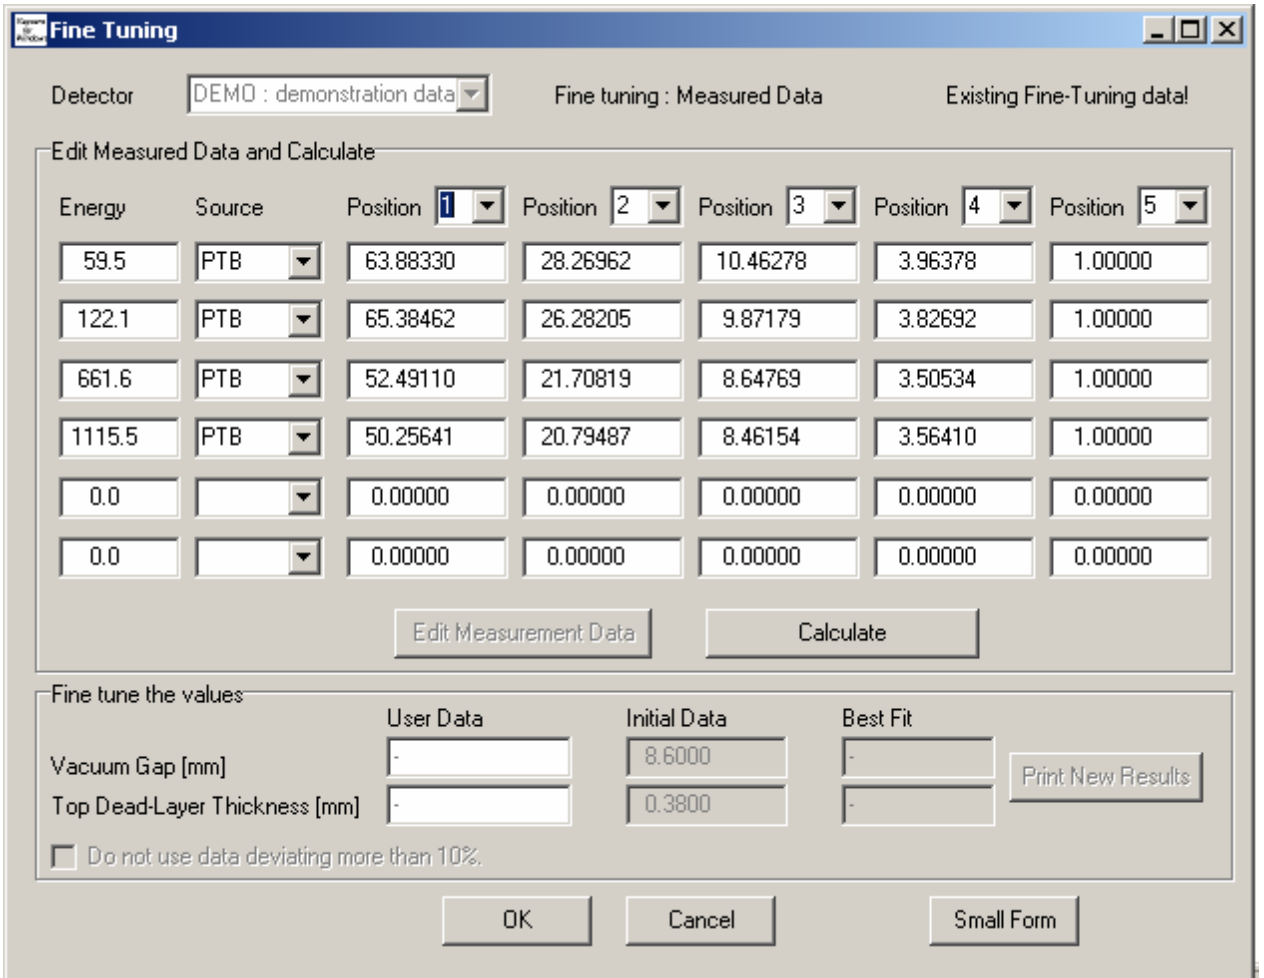 Fine Tuning
Detector DEMO : demonstration data Fine tuning : Measured Data Existing Fine-Tuning data!
Edit Measured Data and Calculate
Energy Source Position 1 Position 2 Position 3 Position 4 Position 5
59.5 PTB 63.88330 28.26962 10.46278 3.96378 1.00000
122.1 PTB 65.38462 26.28205 9.87179 3.82692 1.00000
661.6 PTB 52.49110 21.70819 8.64769 3.50534 1.00000
1115.5 PTB 50.25641 20.79487 8.46154 3.56410 1.00000
0.0 0.00000 0.00000 0.00000 0.00000 0.00000
0.0 0.00000 0.00000 0.00000 0.00000 0.00000
Edit Measurement Data Calculate
Fine tune the values
User Data Initial Data Best Fit
Vacuum Gap [mm] - 8.6000 -
Print New Results
Top Dead-Layer Thickness [mm] - 0.3800 -
Do not use data deviating more than 10%.
OK Cancel Small Form